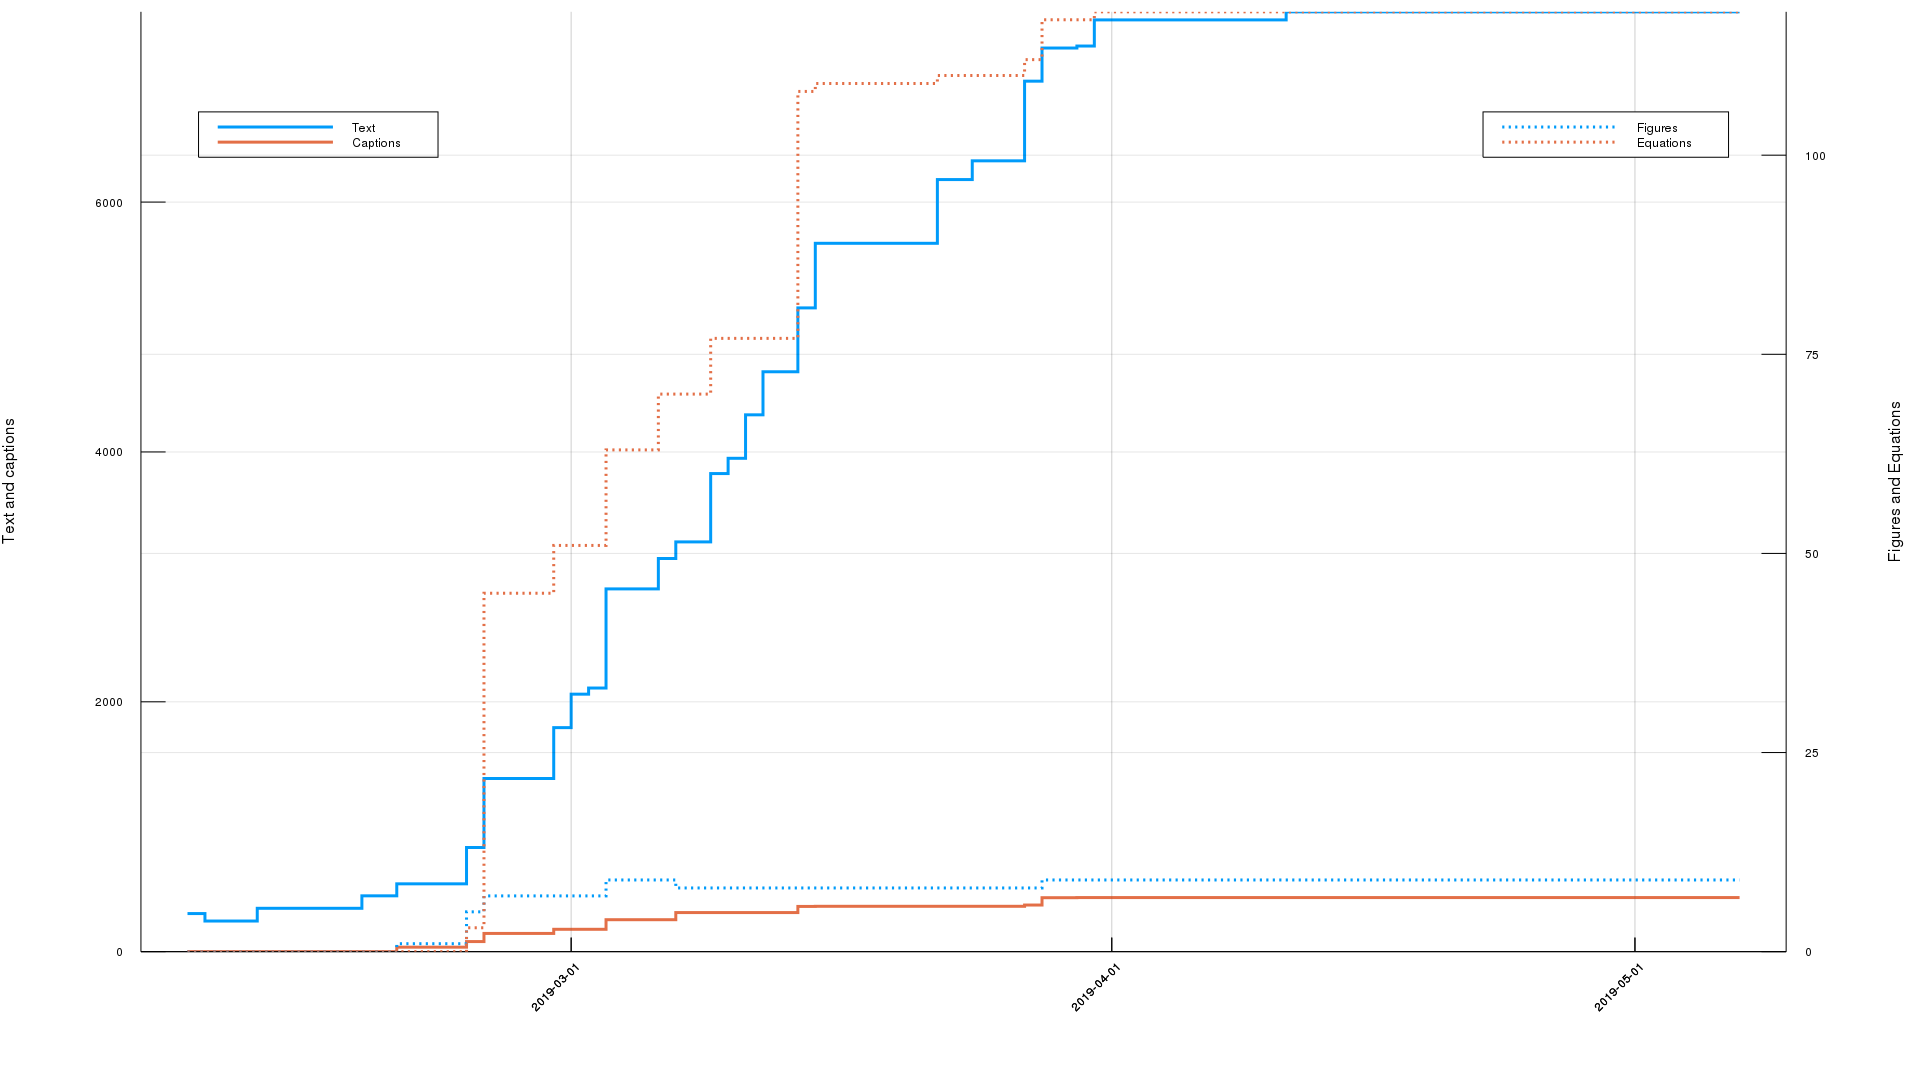 Text
Captions
Figures
Equations
6000
4000
2000
0
100
75
50
25
0
Text and captions
Figures and Equations
2019-03-01
2019-04-01
2019-05-01